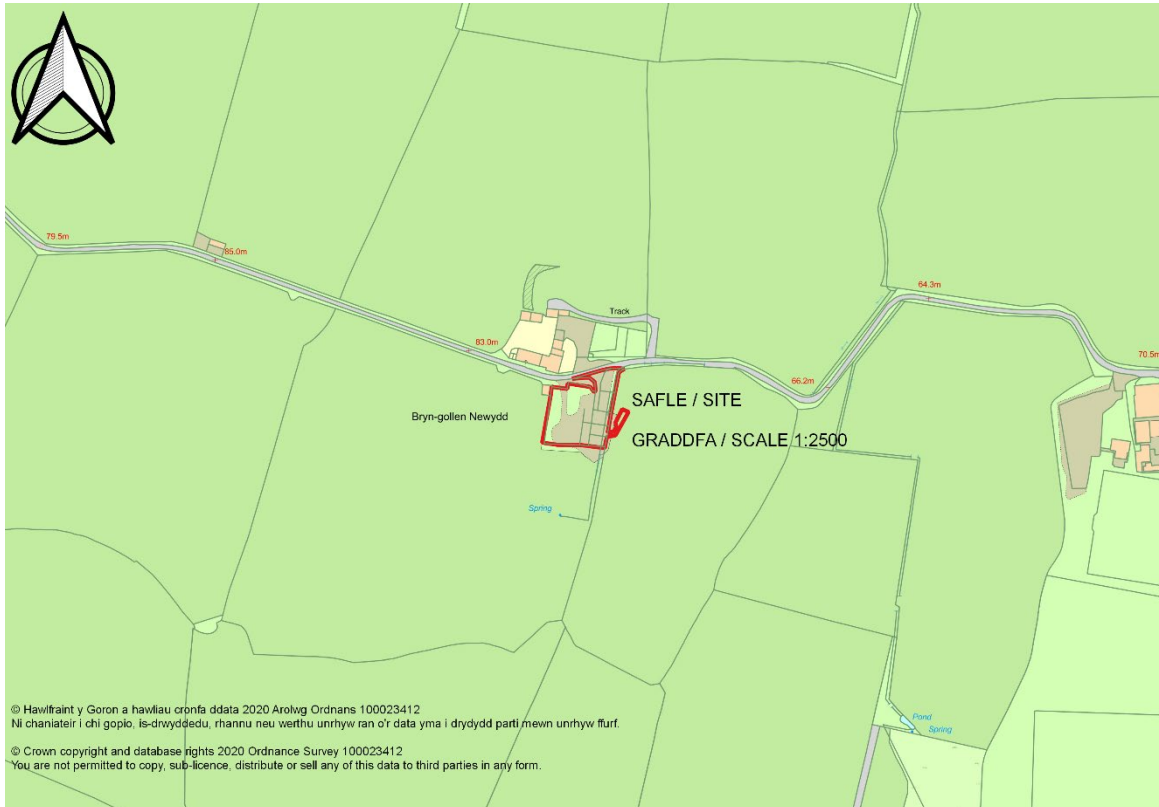 79.5m
85.0m
64.3m
Track
83.0m
70.5m
66.2m
SAFLE / SITE
Bryn-gollen Newydd
GRADDFA / SCALE 1:2500
Spring
© Hawlfraint y Goron a hawliau cronfa ddata 2020 Arolwg Ordnans 100023412
Ni chaniateir i chi gopio, is-drwyddedu, rhannu neu werthu unrhyw ran o'r data yma i drydydd parti mewn unrhyw ffurf.
© Crown copyright and database rights 2020 Ordnance Survey 100023412
You are not permitted to copy, sub-licence, distribute or sell any of this data to third parties in any form.
Pond
Spring